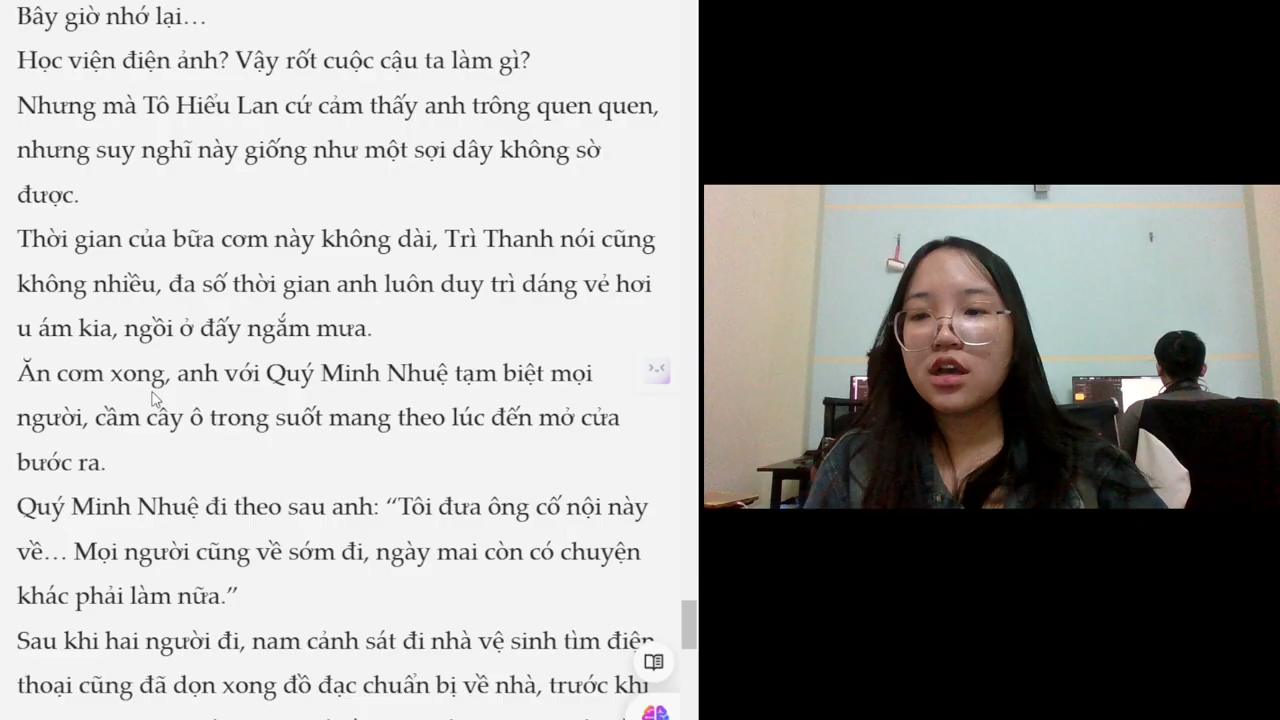 Bây giờ nhớ lại…
Học viện điện ảnh? Vậy rốt cuộc cậu ta làm gì?
Nhưng mà Tô Hiểu Lan cứ cảm thấy anh trông quen quen,
nhưng suy nghĩ này giống như một sợi dây không sờ
được.
Thời gian của bữa cơm này không dài, Trì Thanh nói cũng
không nhiều, đa số thời gian anh luôn duy trì dáng vẻ hơi
u ám kia, ngồi ở đấy ngắm mưa.
Ăn cơm xong, anh với Quý Minh Nhuệ tạm biệt mọi
người, cầm cây ô trong suốt mang theo lúc đến mở cửa
bước ra.
Quý Minh Nhuệ đi theo sau anh: “Tôi đưa ông cố nội này
về… Mọi người cũng về sớm đi, ngày mai còn có chuyện
khác phải làm nữa.”
Sau khi hai người đi, nam cảnh sát đi nhà vệ sinh tìm điện
thoại cũng đã dọn xong đồ đạc chuẩn bị về nhà, trước khi